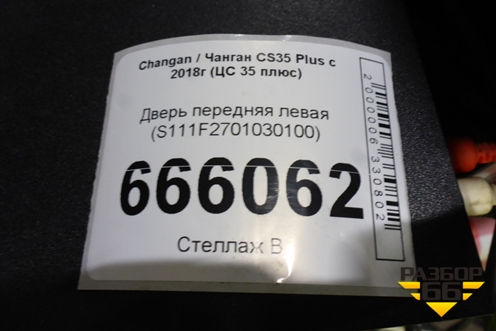 Changan / Чанган CS35 Plus с
2018г (ЦС 35 плюс)
Дверь передняя левая
(S111F2701030100)
666062
Стеллаж В
2000006330802
РАЗБОР
66